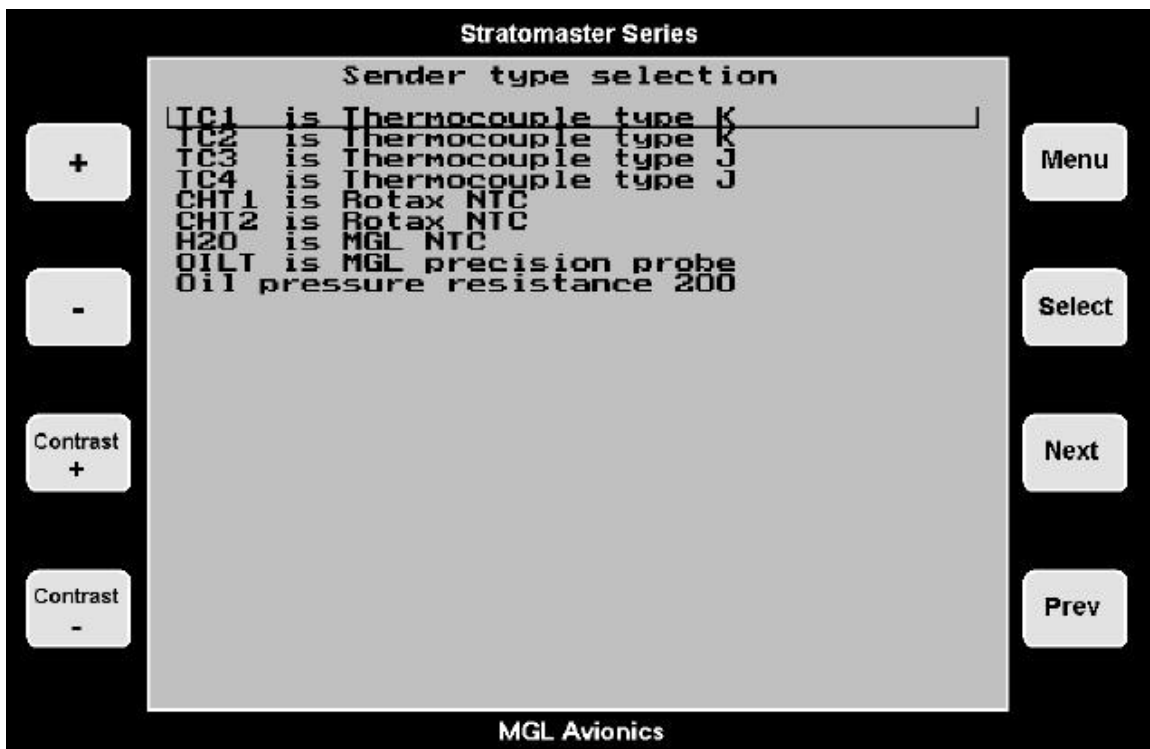 Stratomaster Series
Sender type selection
TC1 is Thermocouple type K
TC2 is Thermocouple type K
TC3 is Thermocouple type J
TC4 is Thermocouple type J
CHT1 is Rotax NTC
CHT2 is Rotax NTC
H2O is MGL NTC
OILT is MGL precision probe
Oil pressure resistance 200
+
-
Contrast
+
Contrast
-
Menu
Select
Next
Prev
MGL Avionics